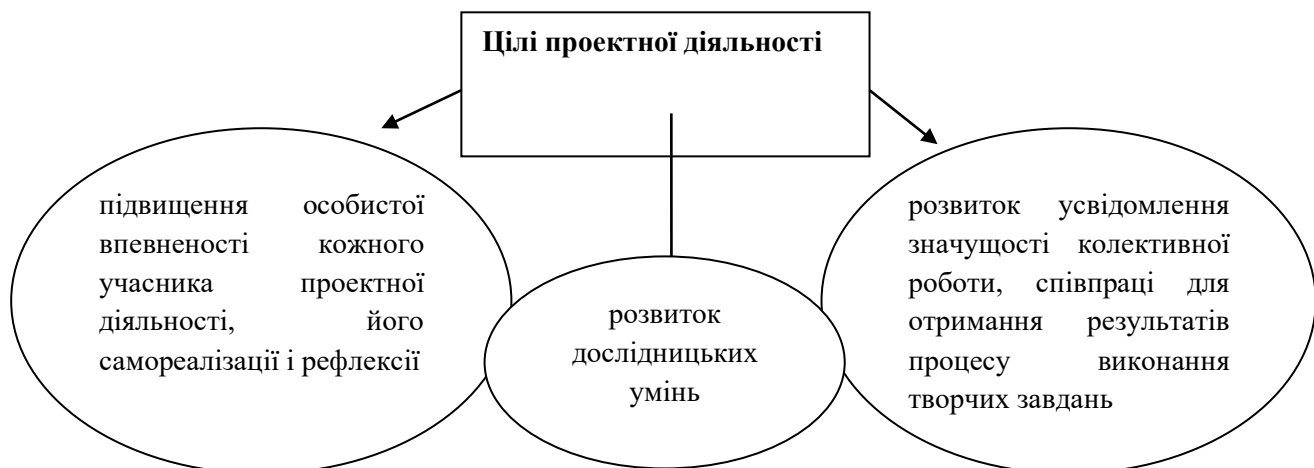 Цілі проектної діяльності
підвищення особистої
впевненості кожного
учасника проектної
діяльності, його
самореалізації і рефлексії
розвиток
дослідницьких
умінь
розвиток усвідомлення
значущості колективної
роботи, співпраці для
отримання результатів
процесу виконання
творчих завдань